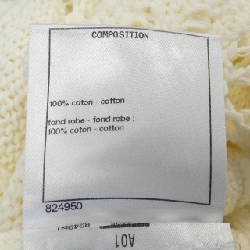 COMPOSITION
100% coton - cotton
fond robe - fond robe :
100% coton - cotton
824950
A01